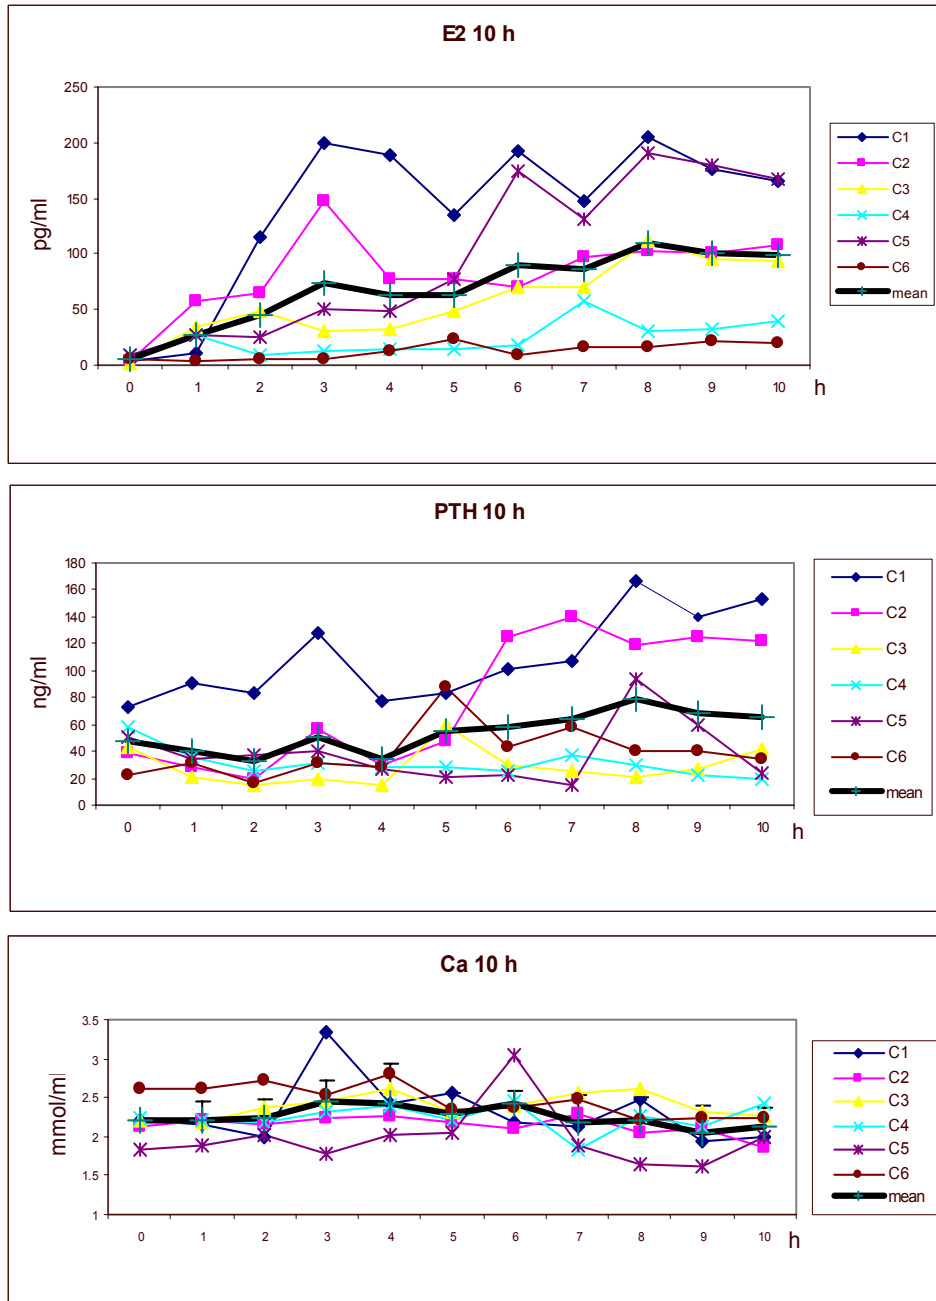 E2 10 h
250
200
150
100
50
0
pg/ml
0 1 2 3 4 5 6 7 8 9 10
h
C1
C2
C3
C4
C5
C6
mean
PTH 10 h
180
160
140
120
100
80
60
40
20
0
ng/ml
0 1 2 3 4 5 6 7 8 9 10
h
C1
C2
C3
C4
C5
C6
mean
Ca 10 h
3.5
3
2.5
2
1.5
1
mmol/ml
0 1 2 3 4 5 6 7 8 9 10
h
C1
C2
C3
C4
C5
C6
mean